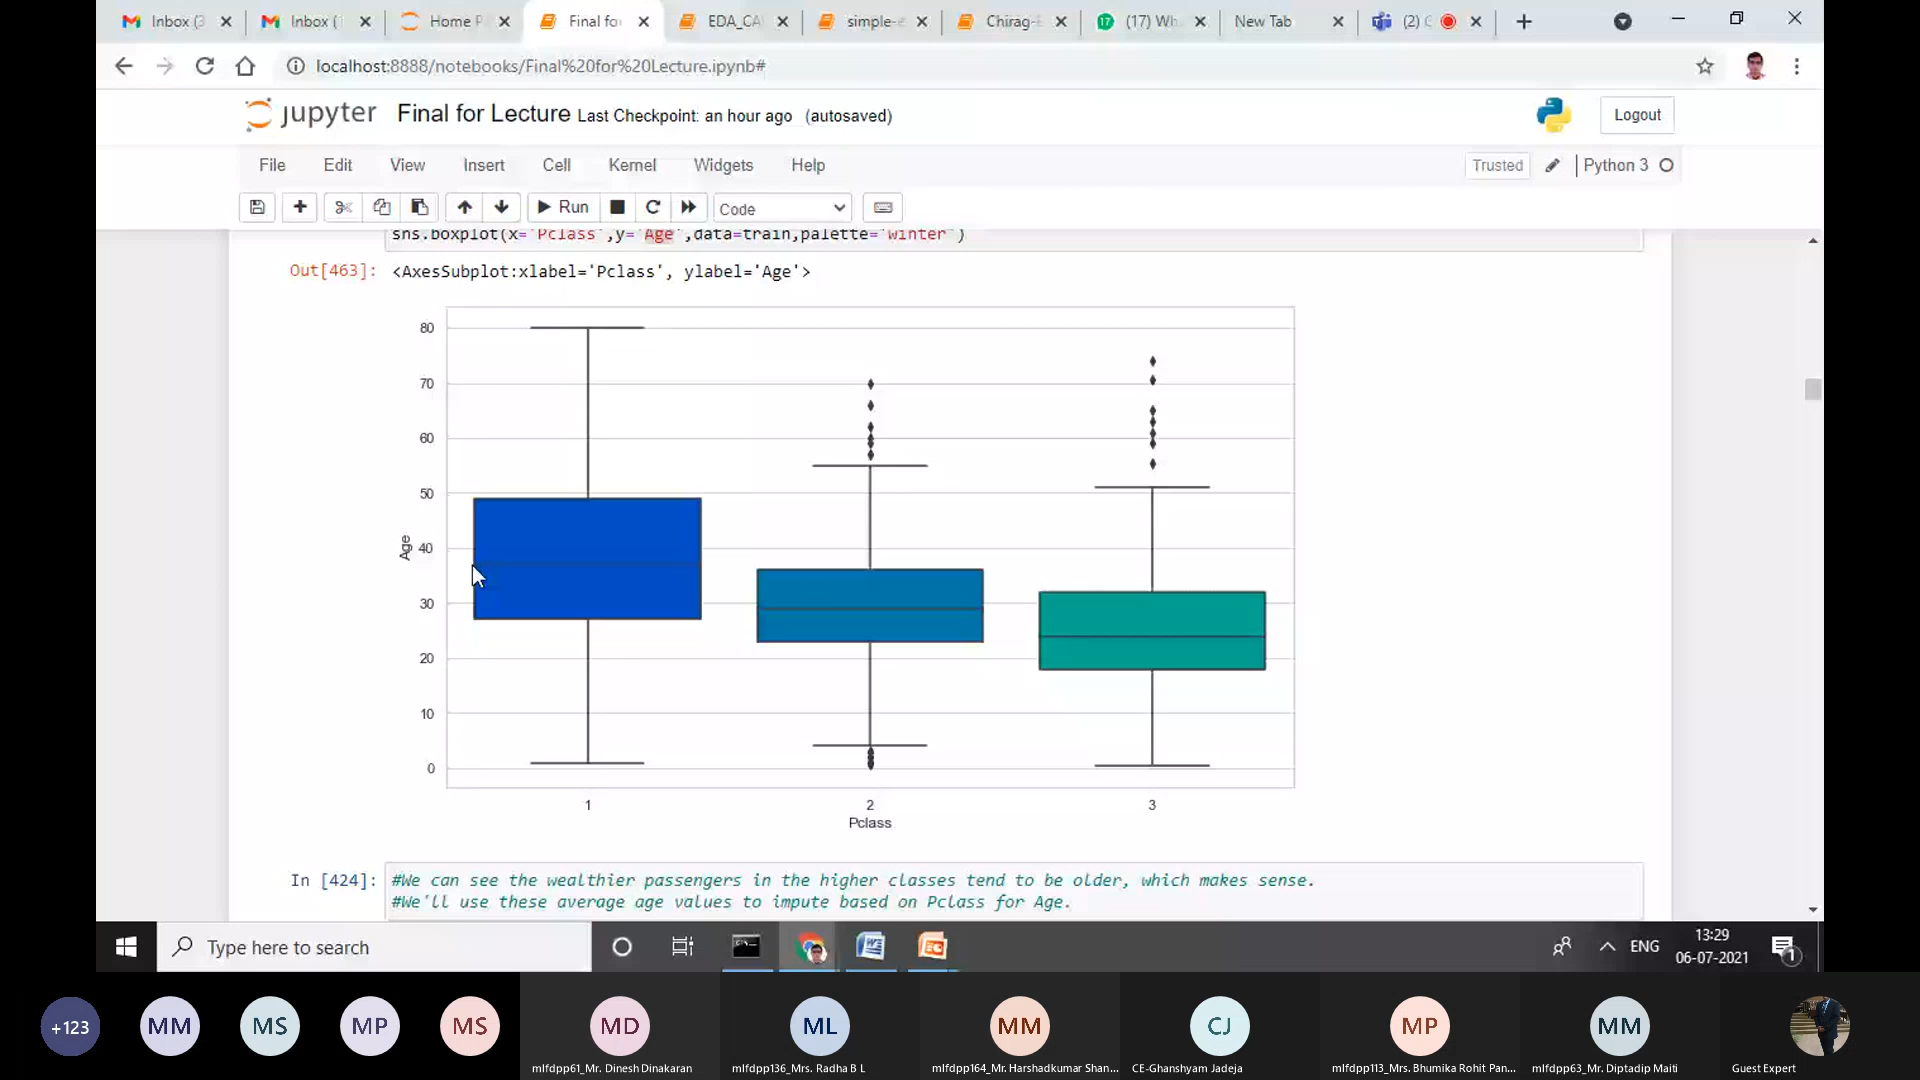 Inbox (3
Inbox (
Home P
Final fo
EDA_CA
simple-e
Chirag-E
(17) Wh
New Tab
(2) C
localhost:8888/notebooks/Final%20for%20Lecture.ipynb#
jupyter
Final for Lecture Last Checkpoint: an hour ago (autosaved)
Logout
File Edit View Insert Cell Kernel Widgets Help
Trusted
Python 3
Run
Code
sns.boxplot(x='Pclass',y='Age',data=train,palette='winter')
Out[463]: <AxesSubplot:xlabel='Pclass', ylabel='Age'>
80
70
60
50
40
30
20
10
0
Age
1 2 3
Pclass
In [424]: #We can see the wealthier passengers in the higher classes tend to be older, which makes sense.
#We'll use these average age values to impute based on Pclass for Age.
Type here to search
ENG
13:29
06-07-2021
1
+123
MM
MS
MP
MS
MD
ML
MM
CJ
MP
MM
mlfdpp61_Mr. Dinesh Dinakaran
mlfdpp136_Mrs. Radha B L
mlfdpp164_Mr. Harshadkumar Shan...
CE-Ghanshyam Jadeja
mlfdpp113_Mrs. Bhumika Rohit Pan...
mlfdpp63_Mr. Diptadip Maiti
Guest Expert